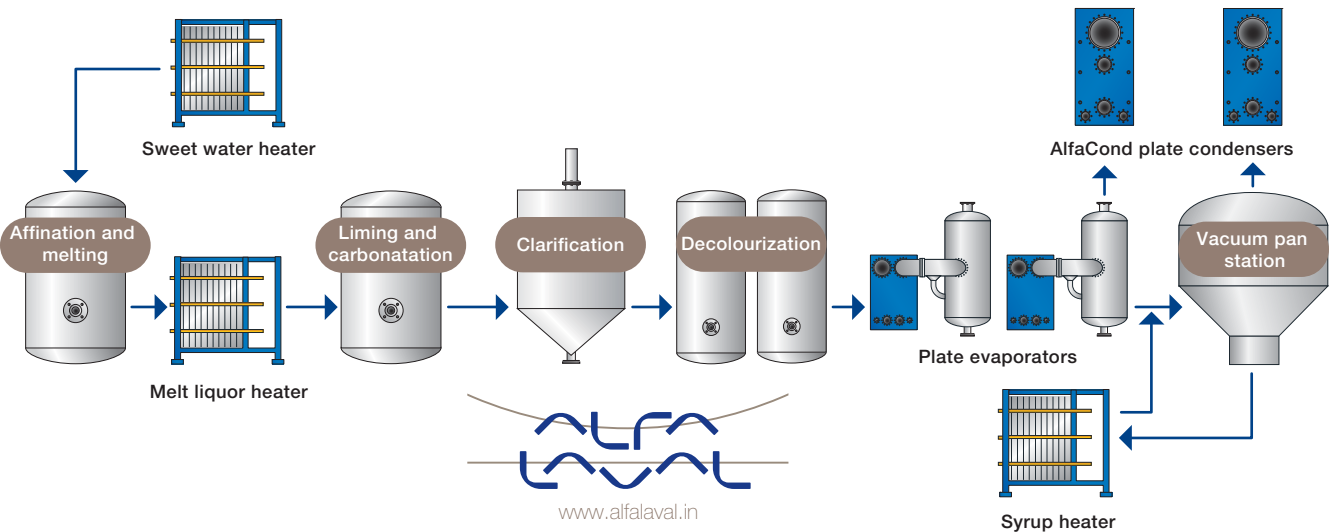 Sweet water heater
AlfaCond plate condensers
Affination and
melting
Liming and
carbonatation
Clarification
Decolourization
Vacuum pan
station
Plate evaporators
Melt liquor heater
ALFA
LAVAL
www.alfalaval.in
Syrup heater